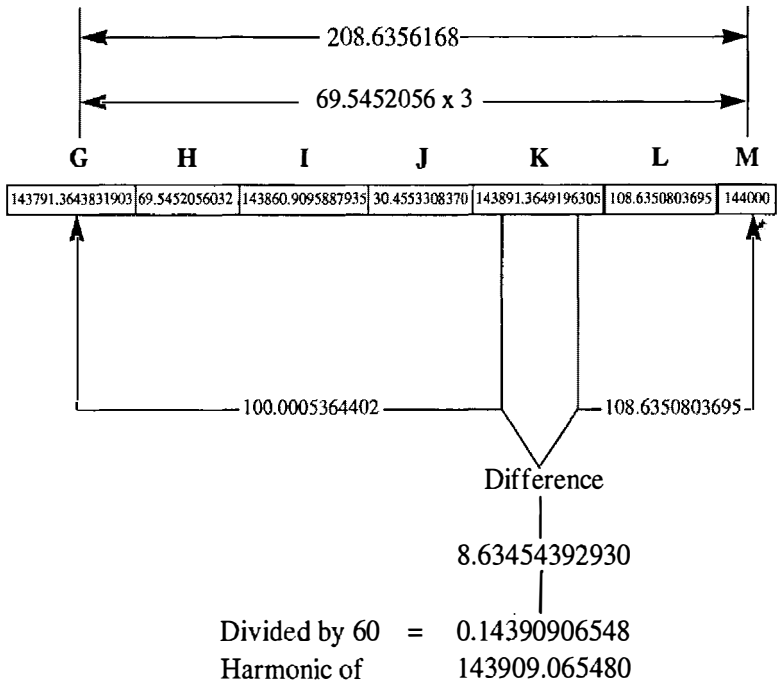 208.6356168
69.5452056 x 3
G H I J K L M
143791.3643831903 69.5452056032 143860.9095887935 30.4553308370 143891.3649196305 108.6350803695 144000
100.0005364402 108.6350803695
Difference
8.63454392930
Divided by 60 = 0.14390906548
Harmonic of 143909.065480